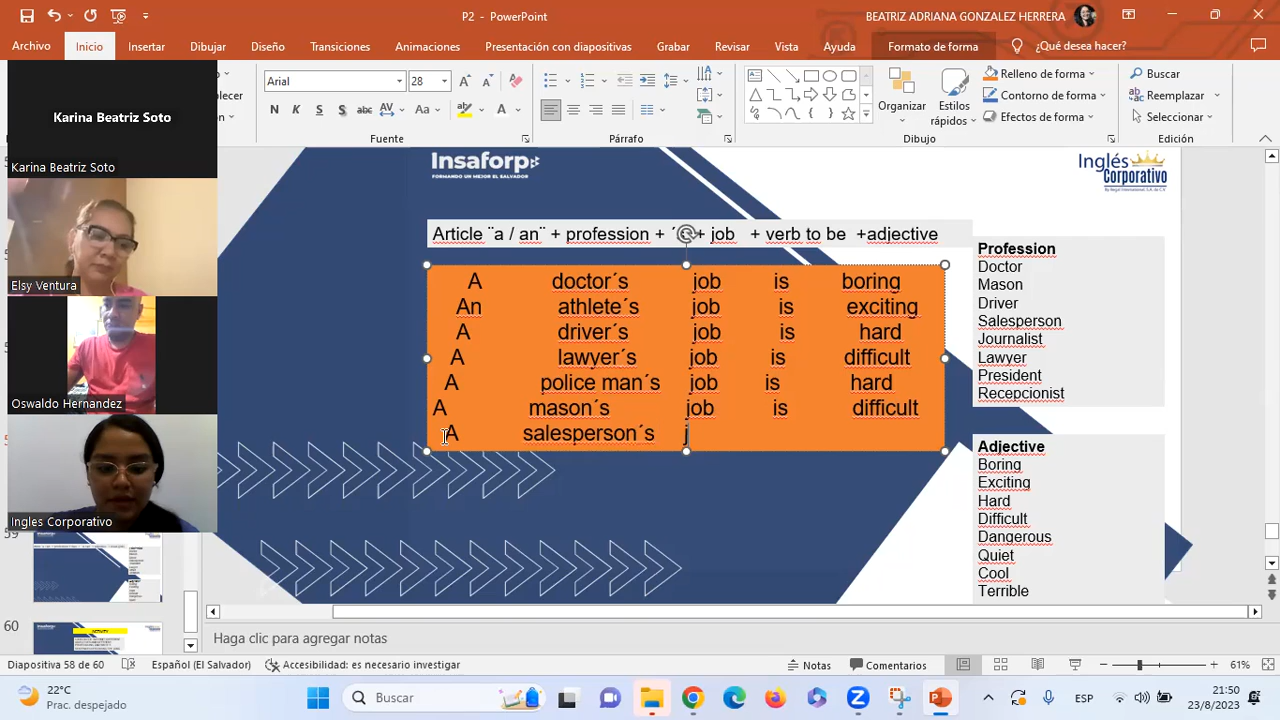 P2 - PowerPoint
BEATRIZ ADRIANA GONZALEZ HERRERA
Archivo Inicio Insertar Dibujar Diseño Transiciones Animaciones Presentación con diapositivas Grabar Revisar Vista Ayuda Formato de forma ¿Qué desea hacer?
Arial 28
Relleno de forma
Contorno de forma
Efectos de forma
Organizar
Estilos rápidos
Buscar
Reemplazar
Seleccionar
Fuente Párrafo Dibujo Edición
Karina Beatriz Soto
Karina Beatriz Soto
Elsy Ventura
Oswaldo Hernandez
Ingles Corporativo
Insaforp
FORMANDO UN MEJOR EL SALVADOR
Inglés
Corporativo
Article ¨a / an¨ + profession + + job + verb to be +adjective
A doctor´s job is boring
An athlete´s job is exciting
A driver´s job is hard
A lawyer´s job is difficult
A police man´s job is hard
A mason´s job is difficult
A salesperson´s j
Profession
Doctor
Mason
Driver
Salesperson
Journalist
Lawyer
President
Recepcionist
Adjective
Boring
Exciting
Hard
Difficult
Dangerous
Quiet
Cool
Terrible
59
60
Haga clic para agregar notas
Diapositiva 58 de 60 Español (El Salvador) Accesibilidad: es necesario investigar Notas Comentarios 61%
22°C
Prac. despejado
Buscar
ESP
21:50
23/8/2023